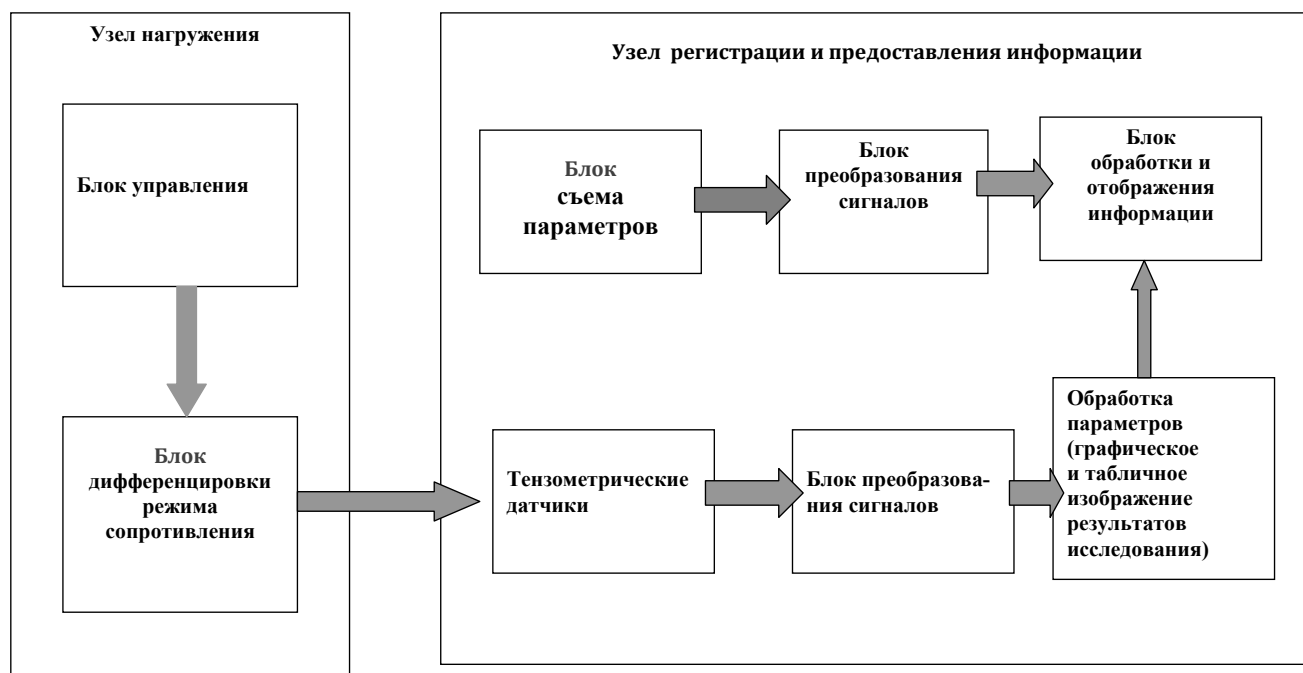 Узел нагружения
Блок управления
Блок
дифференцировки
режима
сопротивления
Узел регистрации и предоставления информации
Блок
съема
параметров
Блок
преобразования
сигналов
Блок
обработки и
отображения
информации
Тензометрические
датчики
Блок преобразова-
ния сигналов
Обработка
параметров
(графическое
и табличное
изображение
результатов
исследования)